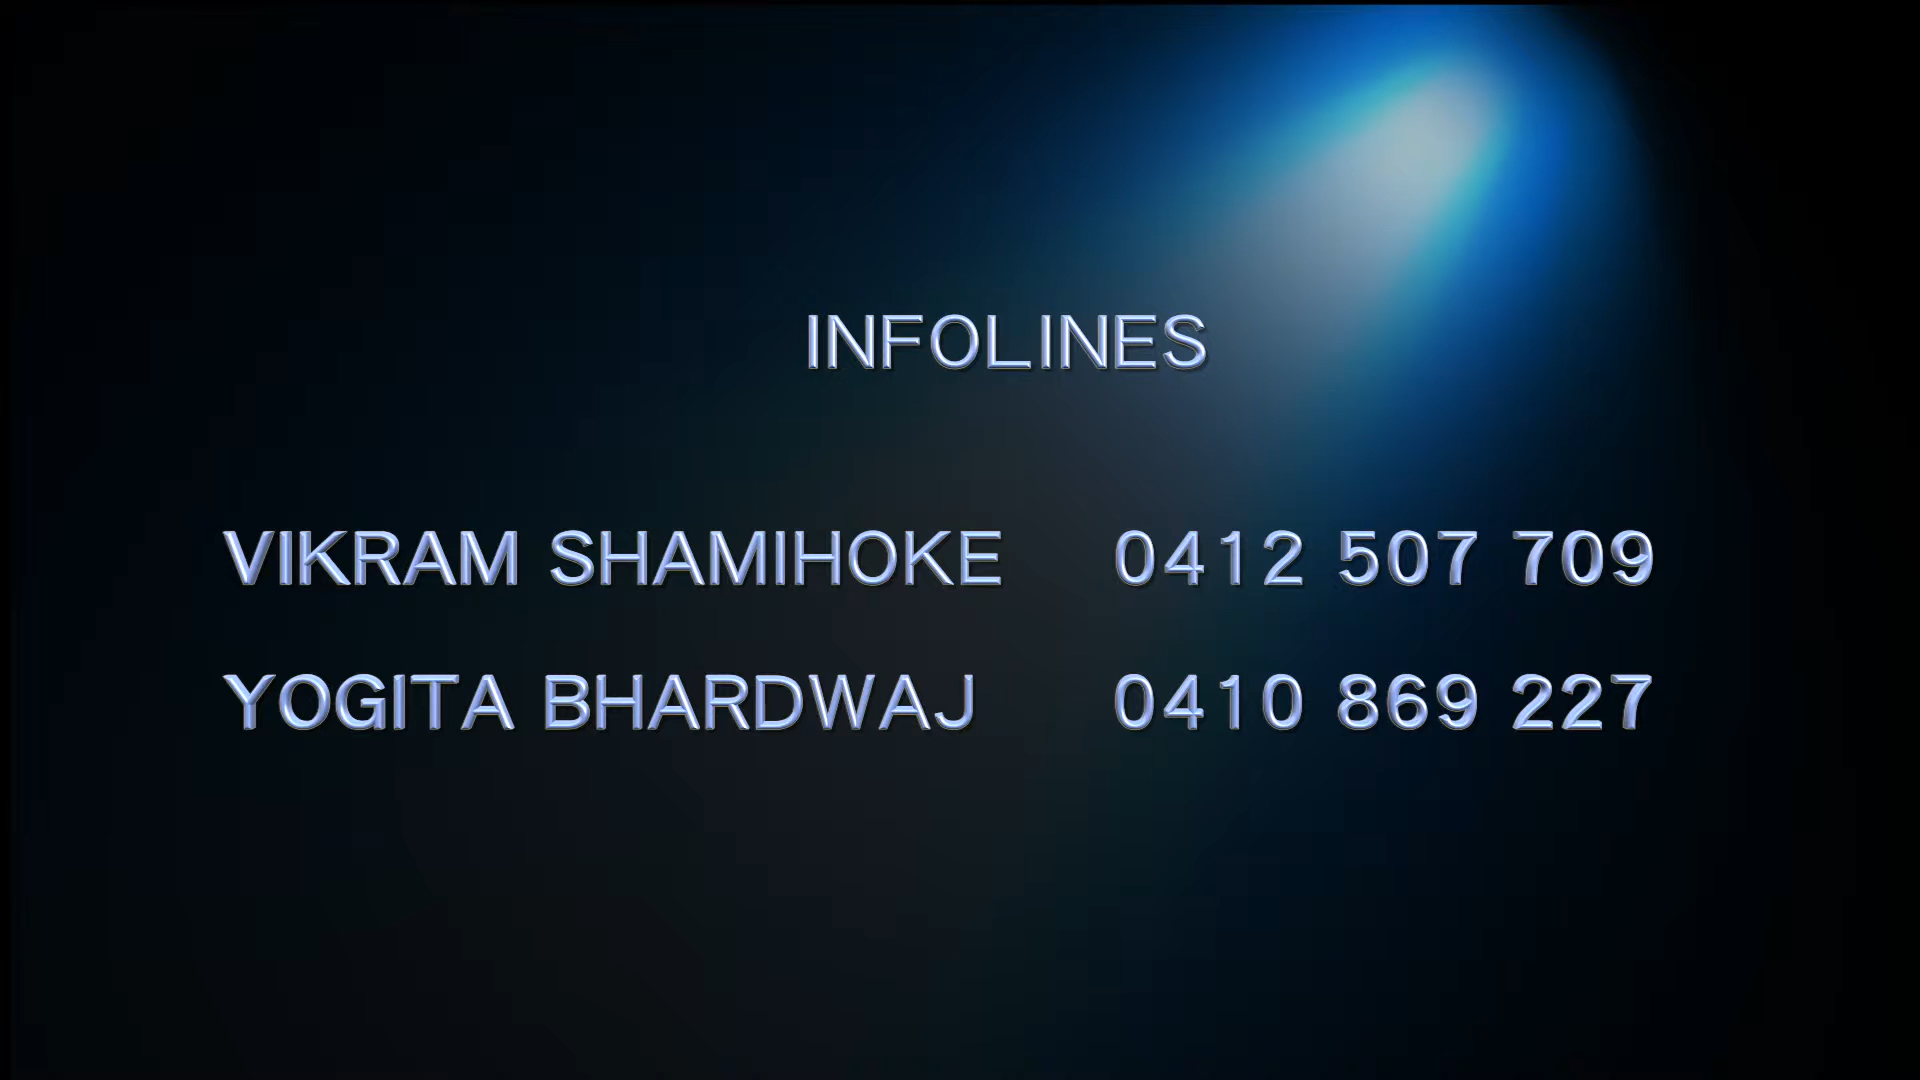 INFOLINES
VIKRAM SHAMIHOKE 0412 507 709
YOGITA BHARDWAJ 0410 869 227